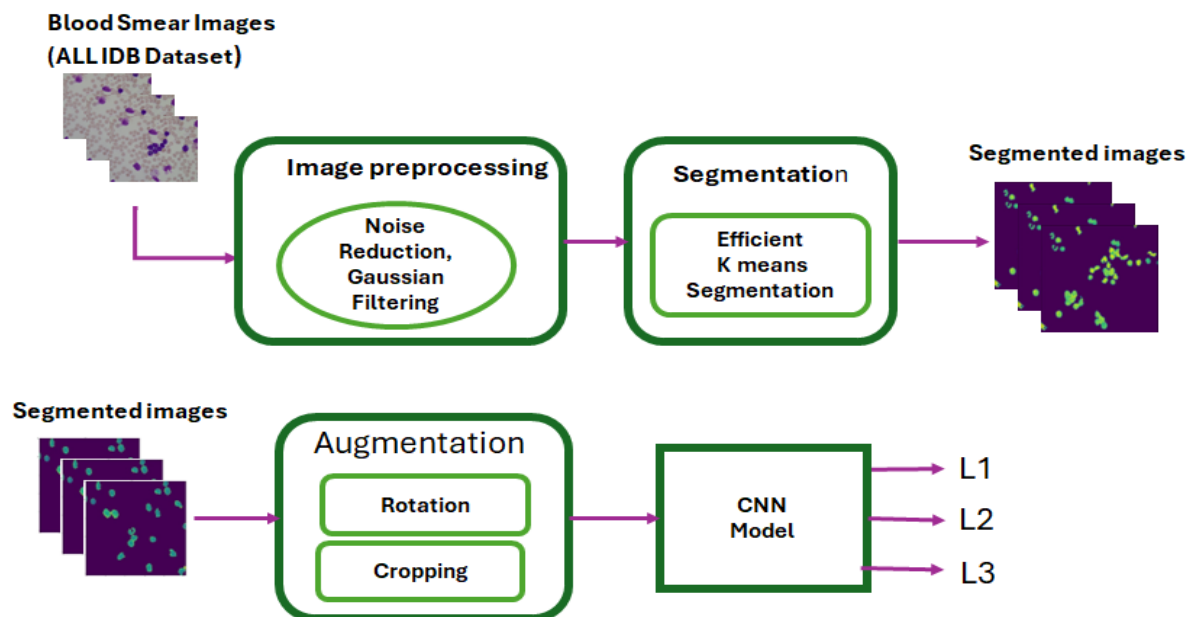 Blood Smear Images
(ALL IDB Dataset)
Image preprocessing
Noise
Reduction,
Gaussian
Filtering
Segmentation
Efficient
K means
Segmentation
Segmented images
Segmented images
Augmentation
Rotation
Cropping
CNN
Model
L1
L2
L3